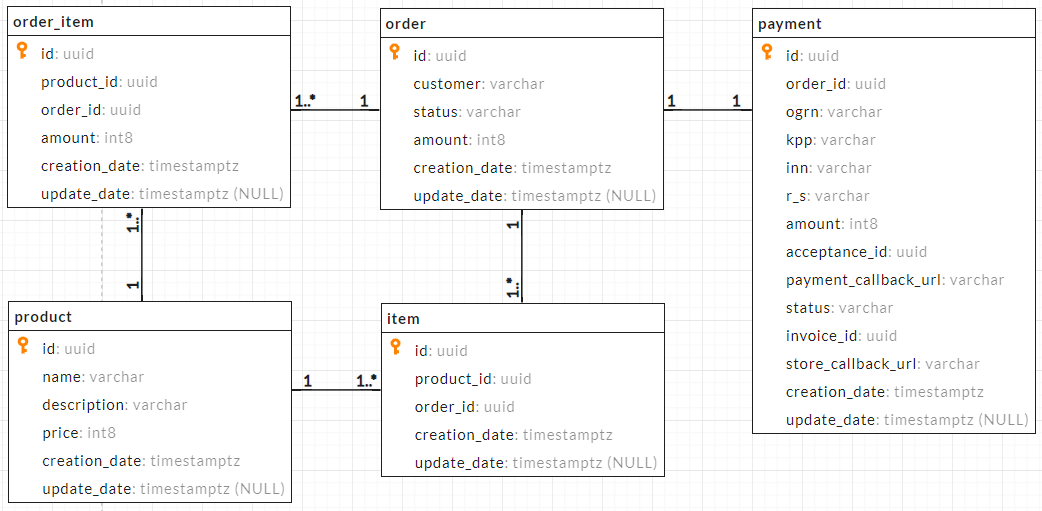 order_item
id: uuid
product_id: uuid
order_id: uuid
amount: int8
creation_date: timestamptz
update_date: timestamptz (NULL)
1..*
1
order
id: uuid
customer: varchar
status: varchar
amount: int8
creation_date: timestamptz
update_date: timestamptz (NULL)
1
1
payment
id: uuid
order_id: uuid
ogrn: varchar
kpp: varchar
inn: varchar
r_s: varchar
amount: int8
acceptance_id: uuid
payment_callback_url: varchar
status: varchar
invoice_id: uuid
store_callback_url: varchar
creation_date: timestamptz
update_date: timestamptz (NULL)
1..*
1
1
1..*
product
id: uuid
name: varchar
description: varchar
price: int8
creation_date: timestamptz
update_date: timestamptz (NULL)
1
1..*
item
id: uuid
product_id: uuid
order_id: uuid
creation_date: timestamptz
update_date: timestamptz (NULL)